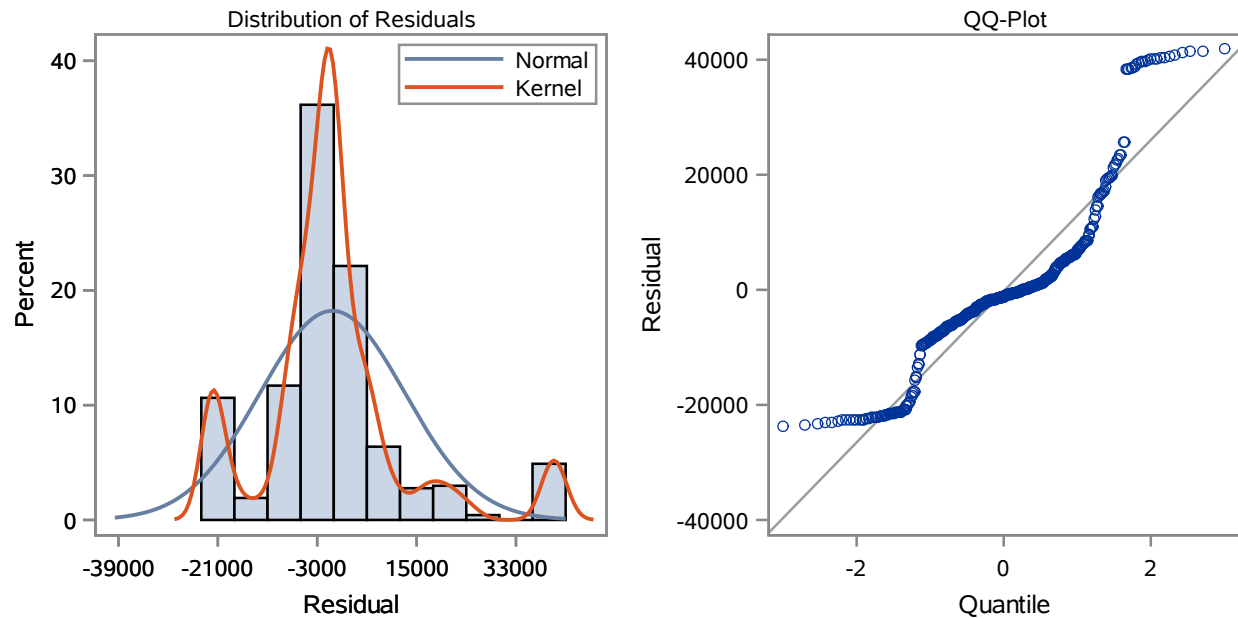 Distribution of Residuals
Normal
Kernel
40
30
20
10
0
Percent
-39000
-21000
-3000
15000
33000
Residual
QQ-Plot
40000
20000
0
-20000
-40000
Residual
-2
0
2
Quantile